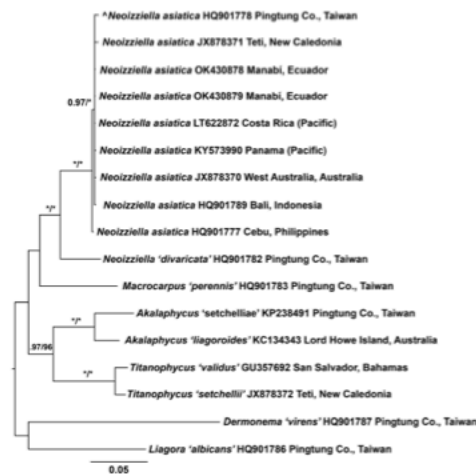 ^Neoizziella asiatica HQ901778 Pingtung Co., Taiwan
Neoizziella asiatica JX878371 Teti, New Caledonia
Neoizziella asiatica OK430878 Manabi, Ecuador
Neoizziella asiatica OK430879 Manabi, Ecuador
0.97/*
Neoizziella asiatica LT622872 Costa Rica (Pacific)
Neoizziella asiatica KY573990 Panama (Pacific)
*/*
Neoizziella asiatica JX878370 West Australia, Australia
Neoizziella asiatica HQ901789 Bali, Indonesia
*/*
Neoizziella asiatica HQ901777 Cebu, Philippines
Neoizziella 'divaricata' HQ901782 Pingtung Co., Taiwan
Macrocarpus 'perennis' HQ901783 Pingtung Co., Taiwan
*/*
Akalaphycus 'setchelliae' KP238491 Pingtung Co., Taiwan
Akalaphycus 'liagoroides' KC134343 Lord Howe Island, Australia
.97/96
Titanophycus 'validus' GU357692 San Salvador, Bahamas
*/*
Titanophycus 'setchellii' JX878372 Teti, New Caledonia
Dermonema 'virens' HQ901787 Pingtung Co., Taiwan
Liagora 'albicans' HQ901786 Pingtung Co., Taiwan
0.05